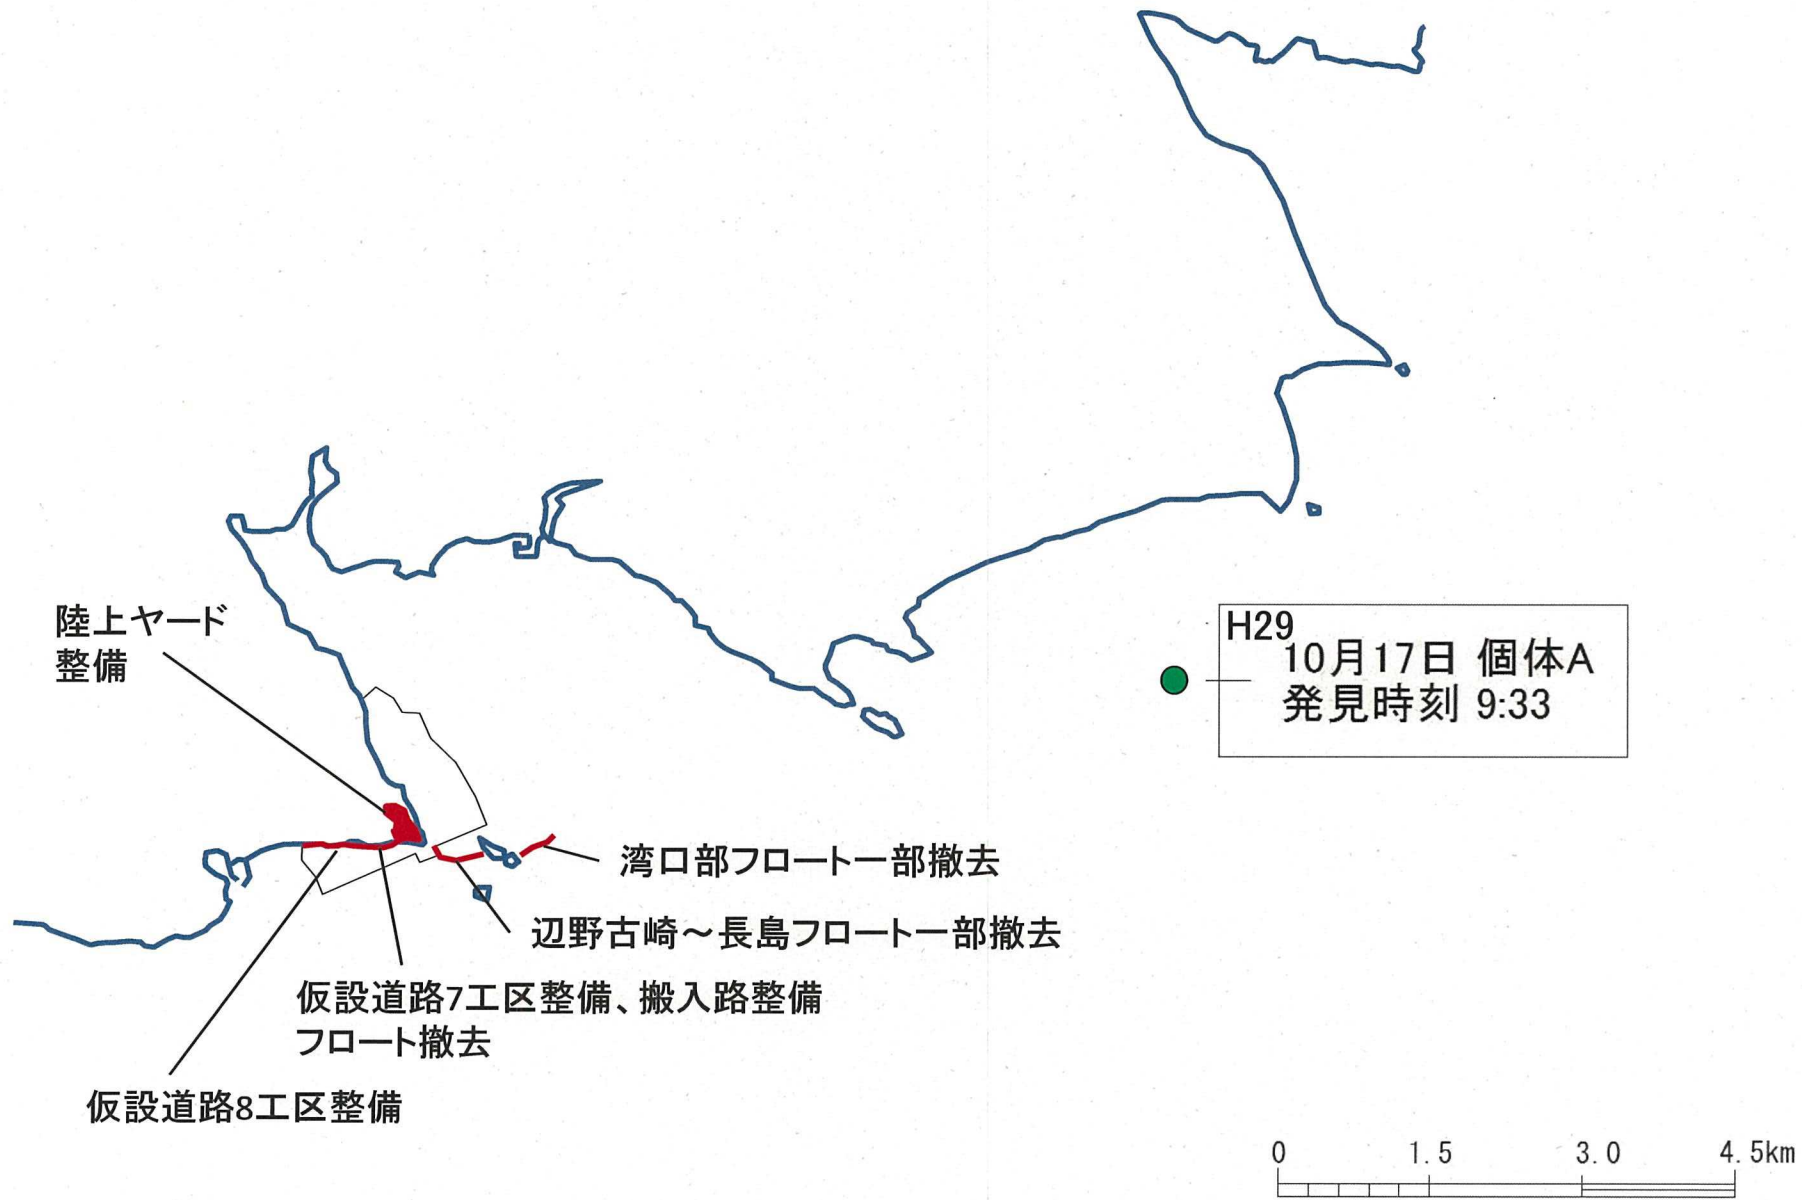 H29
10月17日 個体A
発見時刻 9:33
陸上ヤード
整備
湾口部フロート一部撤去
辺野古崎～長島フロート一部撤去
仮設道路7工区整備、搬入路整備
フロート撤去
仮設道路8工区整備
0 1.5 3.0 4.5km